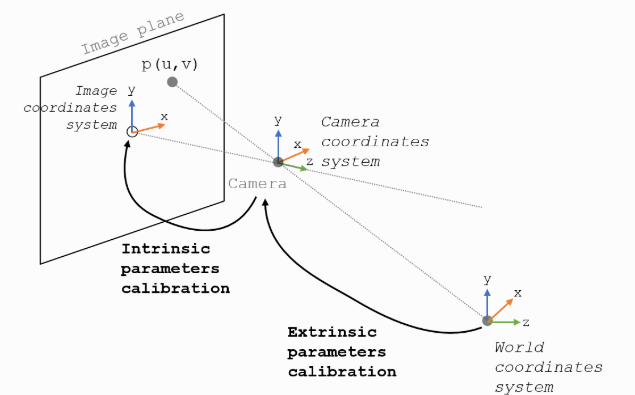 Image plane
p(u,v)
Image
coordinates
system
y
x
y
x
z
Camera
coordinates
system
Camera
Intrinsic
parameters
calibration
Extrinsic
parameters
calibration
y
x
z
World
coordinates
system